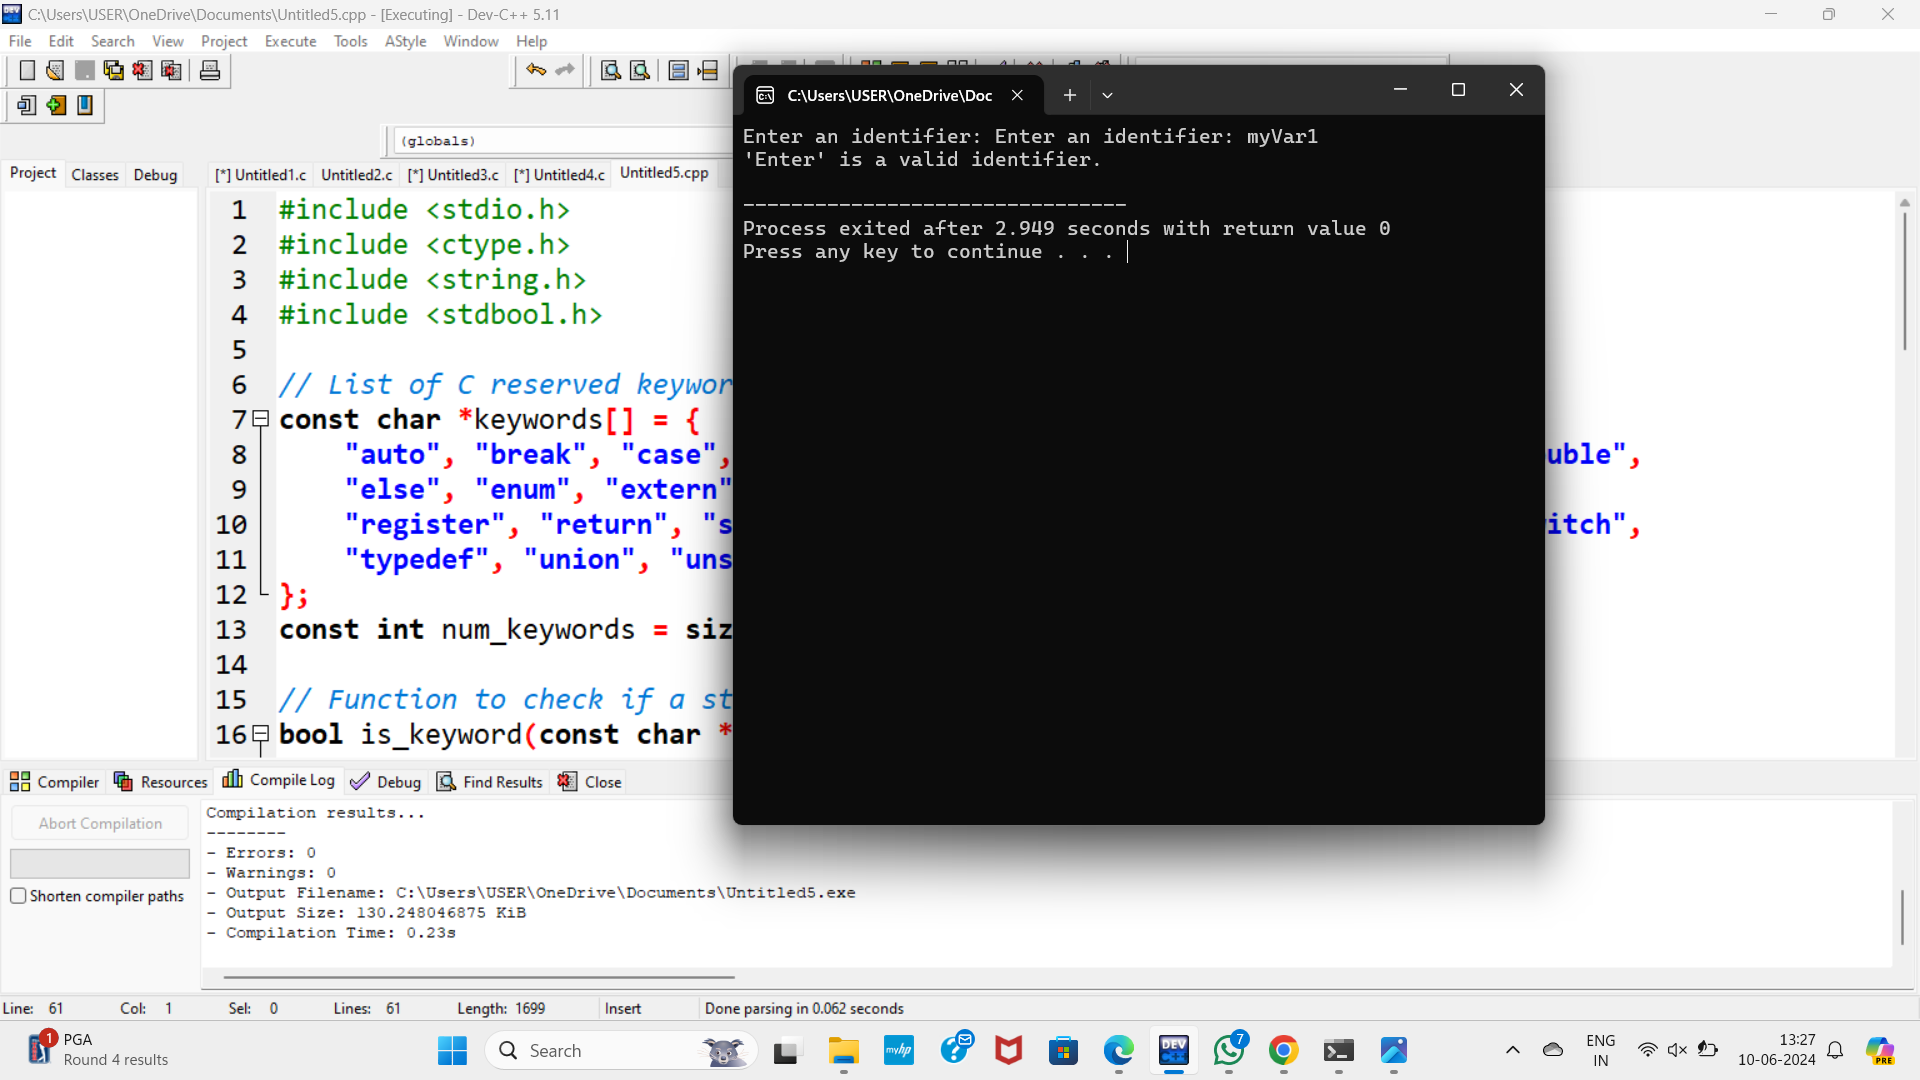 C:\Users\USER\OneDrive\Documents\Untitled5.cpp - [Executing] - Dev-C++ 5.11
File Edit Search View Project Execute Tools AStyle Window Help
(globals)
Project Classes Debug
[*] Untitled1.c Untitled2.c [*] Untitled3.c [*] Untitled4.c Untitled5.cpp
C:\Users\USER\OneDrive\Doc
Enter an identifier: Enter an identifier: myVar1
'Enter' is a valid identifier.
--------------------------------
Process exited after 2.949 seconds with return value 0
Press any key to continue . . .
1 #include <stdio.h>
2 #include <ctype.h>
3 #include <string.h>
4 #include <stdbool.h>
5
6 // List of C reserved keywor
7 const char *keywords[] = {
8 "auto", "break", "case", uble",
9 "else", "enum", "extern"
10 "register", "return", "s itch",
11 "typedef", "union", "uns
12 };
13 const int num_keywords = siz
14
15 // Function to check if a st
16 bool is_keyword(const char *
Compiler Resources Compile Log Debug Find Results Close
Abort Compilation
Shorten compiler paths
Compilation results...
--------
- Errors: 0
- Warnings: 0
- Output Filename: C:\Users\USER\OneDrive\Documents\Untitled5.exe
- Output Size: 130.248046875 KiB
- Compilation Time: 0.23s
Line: 61 Col: 1 Sel: 0 Lines: 61 Length: 1699 Insert Done parsing in 0.062 seconds
1
PGA
Round 4 results
Search
myhp
DEV
7
ENG
IN
13:27
10-06-2024
PRE